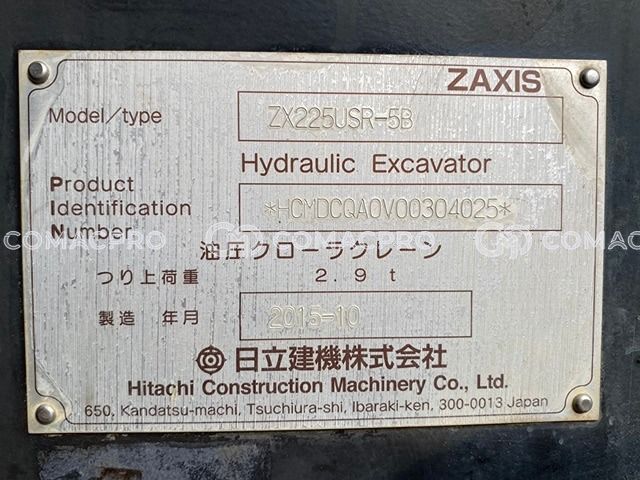 ZAXIS
Model/type ZX225USR-5B
Hydraulic Excavator
Product
Identification *HCMDCQA0V00304025*
Number
COMACPRO COMACPRO COMACPRO
油圧クローラクレーン
つり上荷重 2.9t
製造 年月 2015-10
日立建機株式会社
Hitachi Construction Machinery Co., Ltd.
650, Kandatsu-machi, Tsuchiura-shi, Ibaraki-ken, 300-0013 Japan